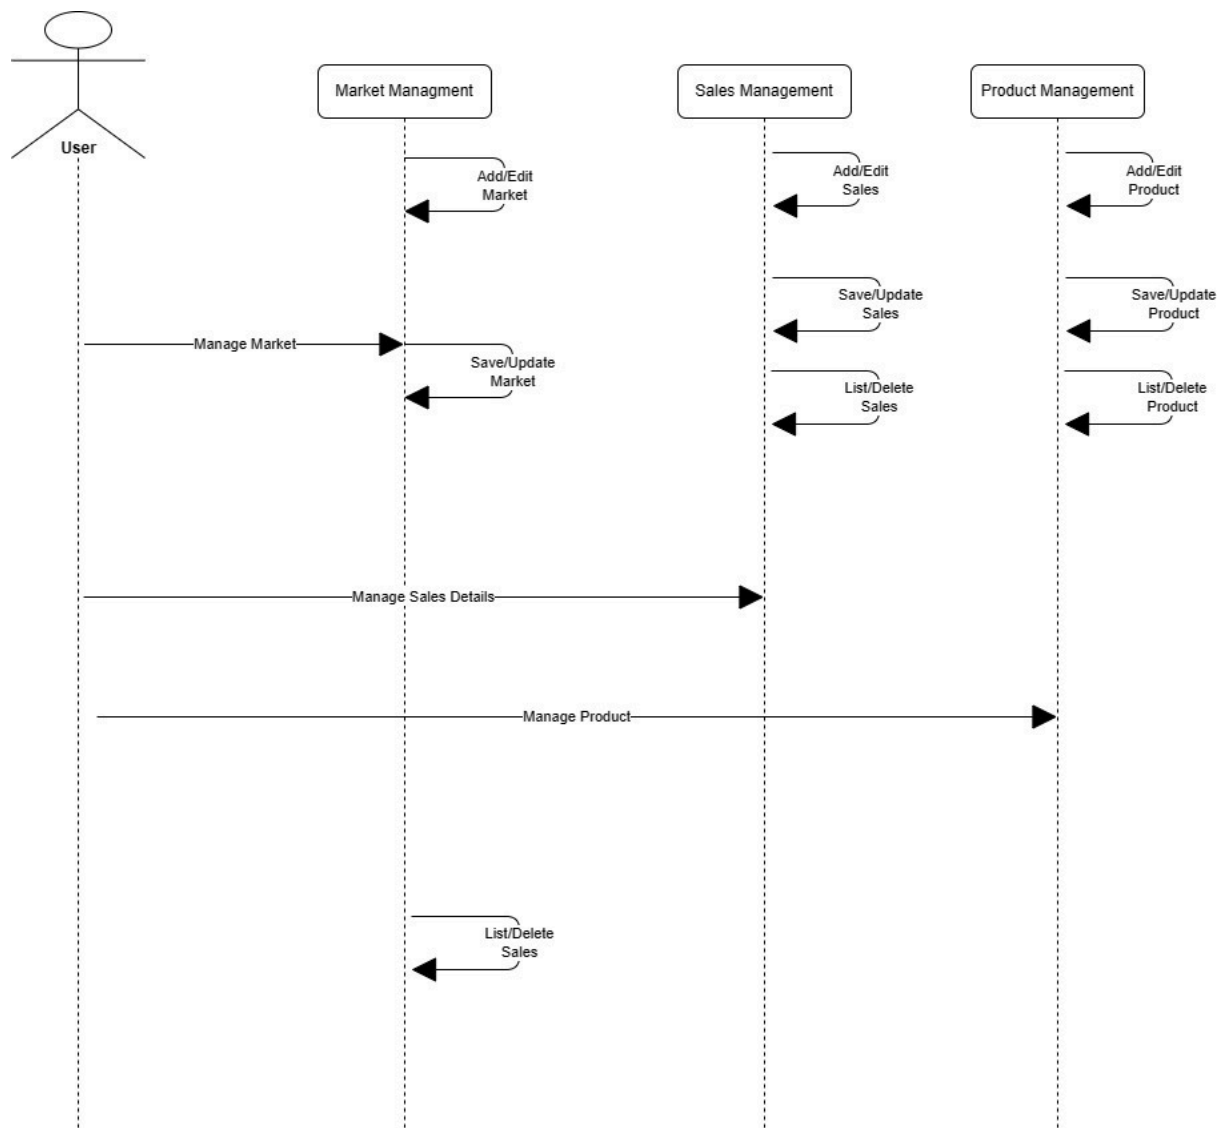 User
Market Managment
Sales Management
Product Management
Add/Edit
Market
Add/Edit
Sales
Add/Edit
Product
Save/Update
Sales
Save/Update
Product
Manage Market
Save/Update
Market
List/Delete
Sales
List/Delete
Product
Manage Sales Details
Manage Product
List/Delete
Sales